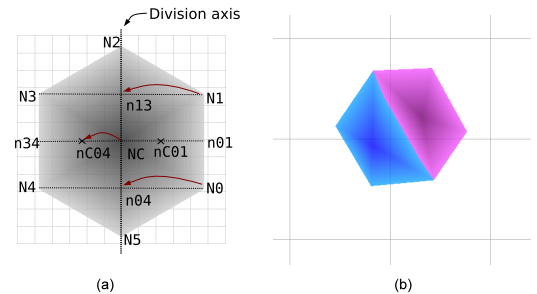 Division axis
N2
N3
N1
n13
n34
nC04
NC
nC01
n01
N4
n04
N0
N5
(a)
(b)